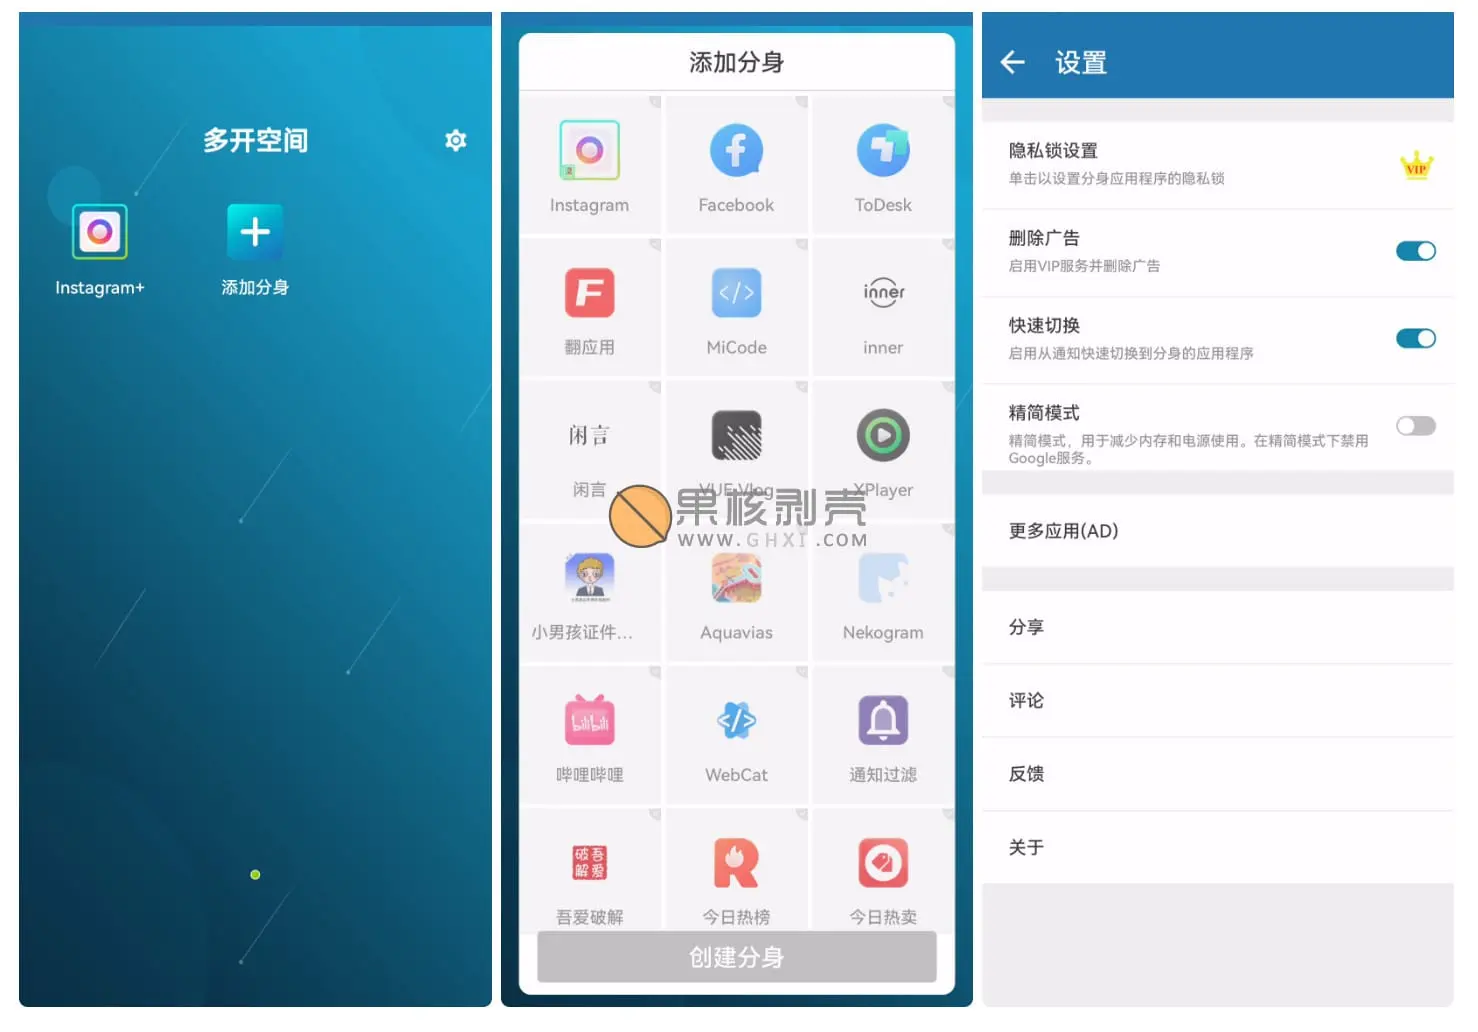 多开空间
Instagram+
添加分身
添加分身
Instagram
Facebook
ToDesk
翻应用
MiCode
inner
inner
闲言
闲言
VUE Vlog
XPlayer
果核剥壳
WWW.GHXI.COM
小男孩证件...
Aquavias
Nekogram
bilibili
哔哩哔哩
WebCat
通知过滤
破吾
解爱
吾爱破解
今日热榜
今日热卖
创建分身
设置
隐私锁设置
单击以设置分身应用程序的隐私锁
VIP
删除广告
启用VIP服务并删除广告
快速切换
启用从通知快速切换到分身的应用程序
精简模式
精简模式，用于减少内存和电源使用。在精简模式下禁用
Google服务。
更多应用(AD)
分享
评论
反馈
关于